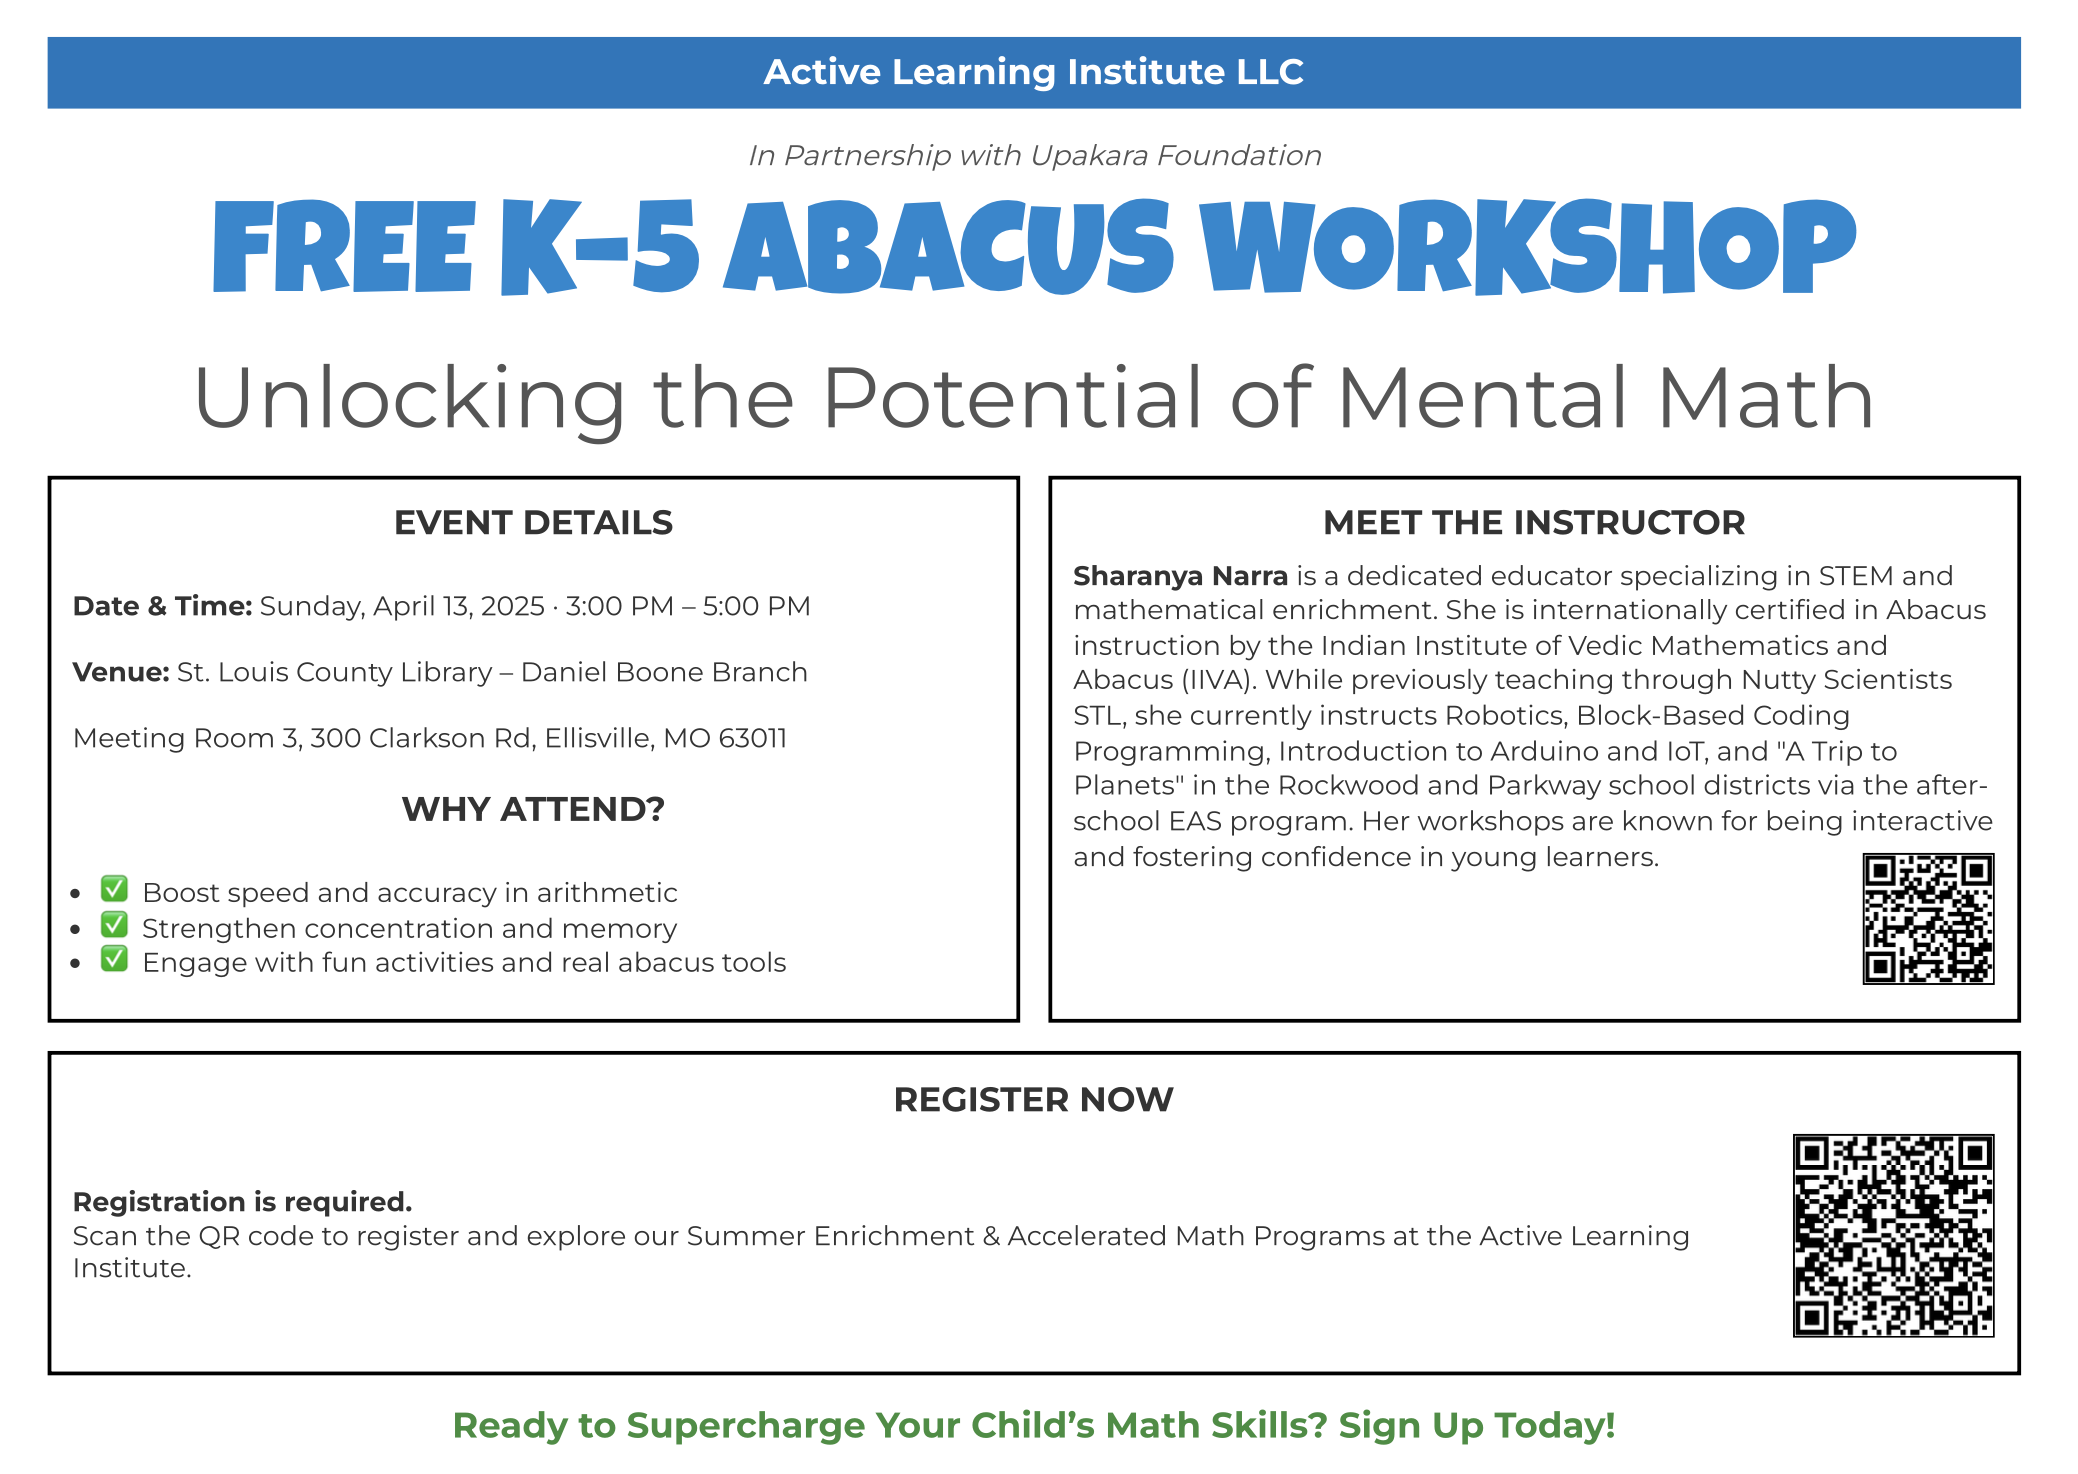 Active Learning Institute LLC
In Partnership with Upakara Foundation
FREE K–5 ABACUS WORKSHOP
Unlocking the Potential of Mental Math
EVENT DETAILS
Date & Time: Sunday, April 13, 2025 · 3:00 PM – 5:00 PM
Venue: St. Louis County Library – Daniel Boone Branch
Meeting Room 3, 300 Clarkson Rd, Ellisville, MO 63011
WHY ATTEND?
• ✅ Boost speed and accuracy in arithmetic
• ✅ Strengthen concentration and memory
• ✅ Engage with fun activities and real abacus tools
MEET THE INSTRUCTOR
Sharanya Narra is a dedicated educator specializing in STEM and
mathematical enrichment. She is internationally certified in Abacus
instruction by the Indian Institute of Vedic Mathematics and
Abacus (IIVA). While previously teaching through Nutty Scientists
STL, she currently instructs Robotics, Block-Based Coding
Programming, Introduction to Arduino and IoT, and "A Trip to
Planets" in the Rockwood and Parkway school districts via the after-
school EAS program. Her workshops are known for being interactive
and fostering confidence in young learners.
REGISTER NOW
Registration is required.
Scan the QR code to register and explore our Summer Enrichment & Accelerated Math Programs at the Active Learning
Institute.
Ready to Supercharge Your Child’s Math Skills? Sign Up Today!